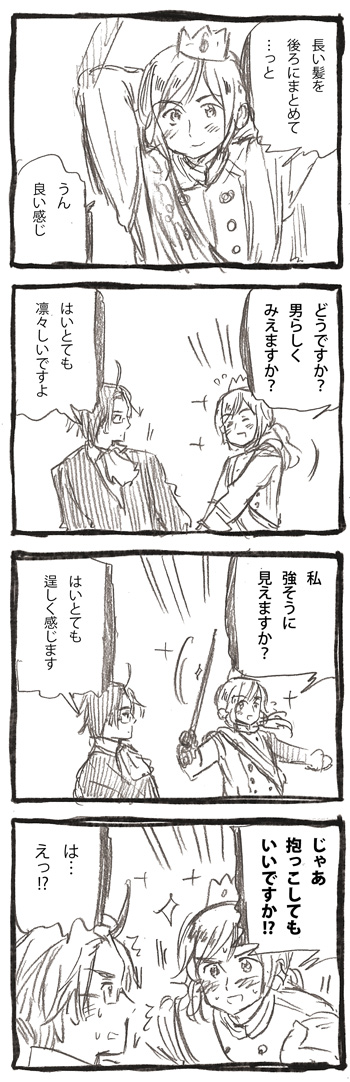 長い髪を
後ろにまとめて
…っと
うん
良い感じ
どうですか？
男らしく
みえますか？
はいとても
凛々しいですよ
私
強そうに
見えますか？
はいとても
逞しく感じます
じゃあ
抱っこしても
いいですか!?
は…
えっ!?